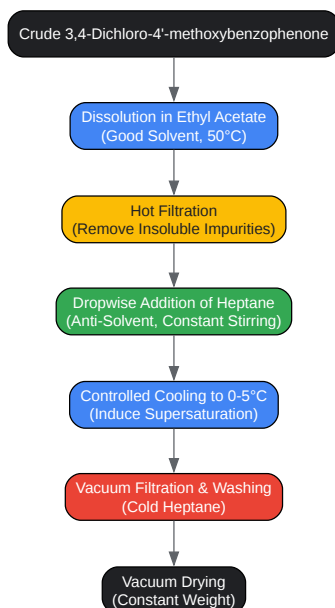 Crude 3,4-Dichloro-4'-methoxybenzophenone
Dissolution in Ethyl Acetate
(Good Solvent, 50°C)
Hot Filtration
(Remove Insoluble Impurities)
Dropwise Addition of Heptane
(Anti-Solvent, Constant Stirring)
Controlled Cooling to 0-5°C
(Induce Supersaturation)
Vacuum Filtration & Washing
(Cold Heptane)
Vacuum Drying
(Constant Weight)